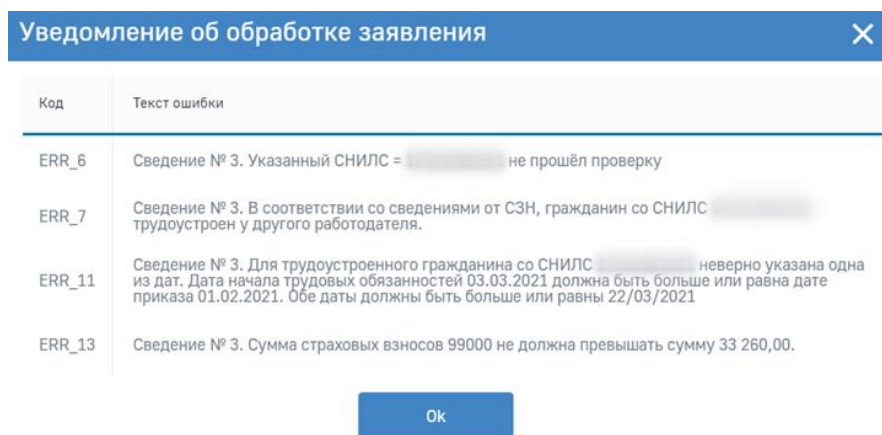 Уведомление об обработке заявления
Код Текст ошибки
ERR_6 Сведение № 3. Указанный СНИЛС = не прошёл проверку
ERR_7 Сведение № 3. В соответствии со сведениями от СЗН, гражданин со СНИЛС
трудоустроен у другого работодателя.
ERR_11 Сведение № 3. Для трудоустроенного гражданина со СНИЛС неверно указана одна
из дат. Дата начала трудовых обязанностей 03.03.2021 должна быть больше или равна дате
приказа 01.02.2021. Обе даты должны быть больше или равны 22/03/2021
ERR_13 Сведение № 3. Сумма страховых взносов 99000 не должна превышать сумму 33 260,00.
Ok